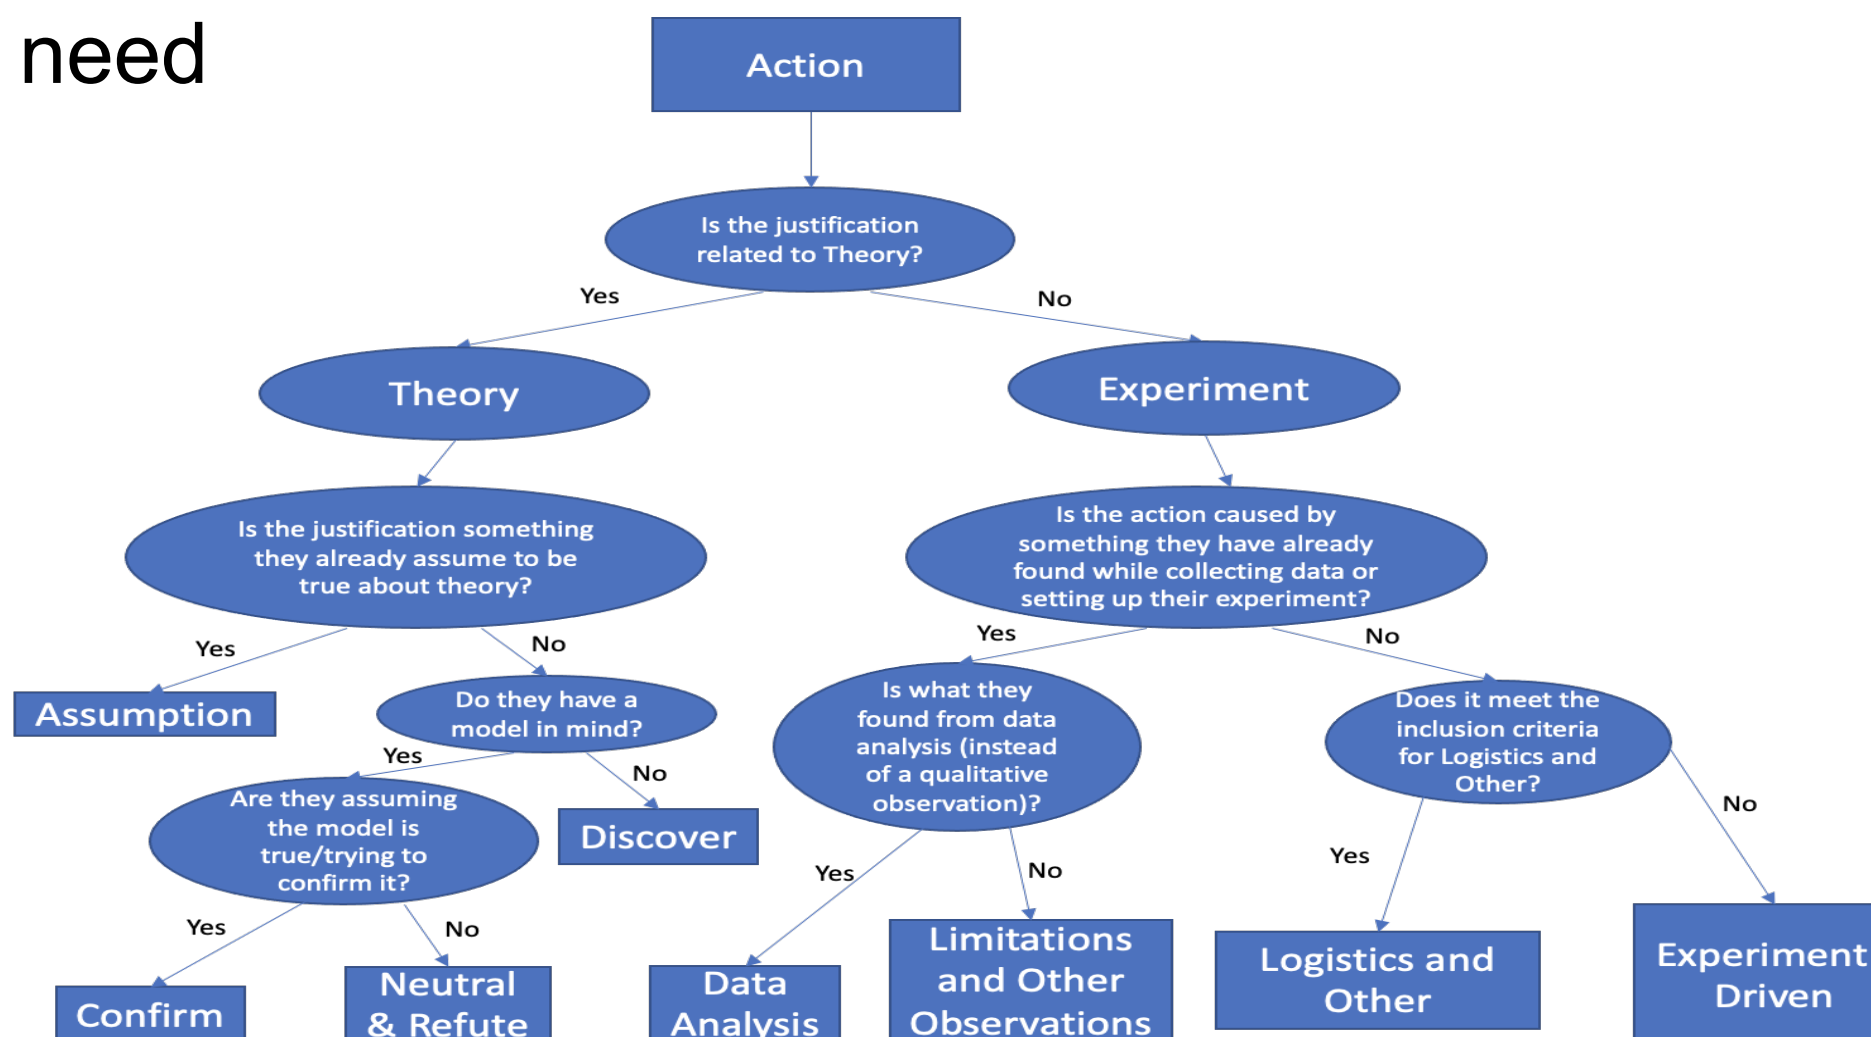 need
Action
Is the justification
related to Theory?
Yes
No
Theory
Experiment
Is the justification something
they already assume to be
true about theory?
Is the action caused by
something they have already
found while collecting data or
setting up their experiment?
Yes
No
Yes
No
Assumption
Do they have a
model in mind?
Is what they
found from data
analysis (instead
of a qualitative
observation)?
Does it meet the
inclusion criteria
for Logistics and
Other?
Yes
No
Are they assuming
the model is
true/trying to
confirm it?
Discover
Yes
No
Yes
No
Yes
No
Confirm
Neutral
& Refute
Data
Analysis
Limitations
and Other
Observations
Logistics and
Other
Experiment
Driven